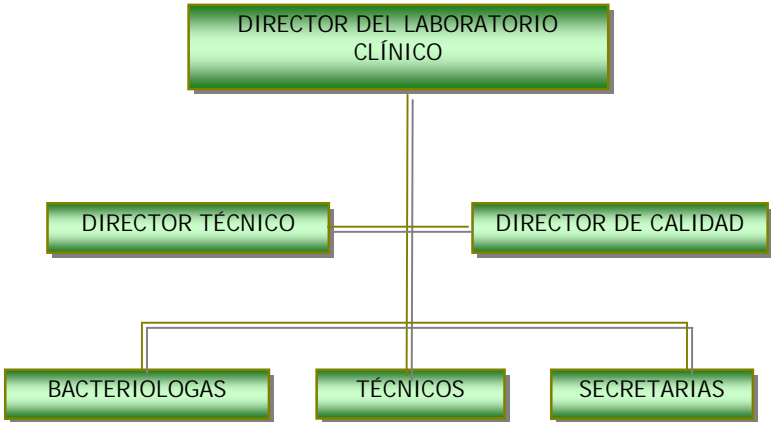 DIRECTOR DEL LABORATORIO
CLÍNICO
DIRECTOR TÉCNICO
DIRECTOR DE CALIDAD
BACTERIOLOGAS
TÉCNICOS
SECRETARIAS